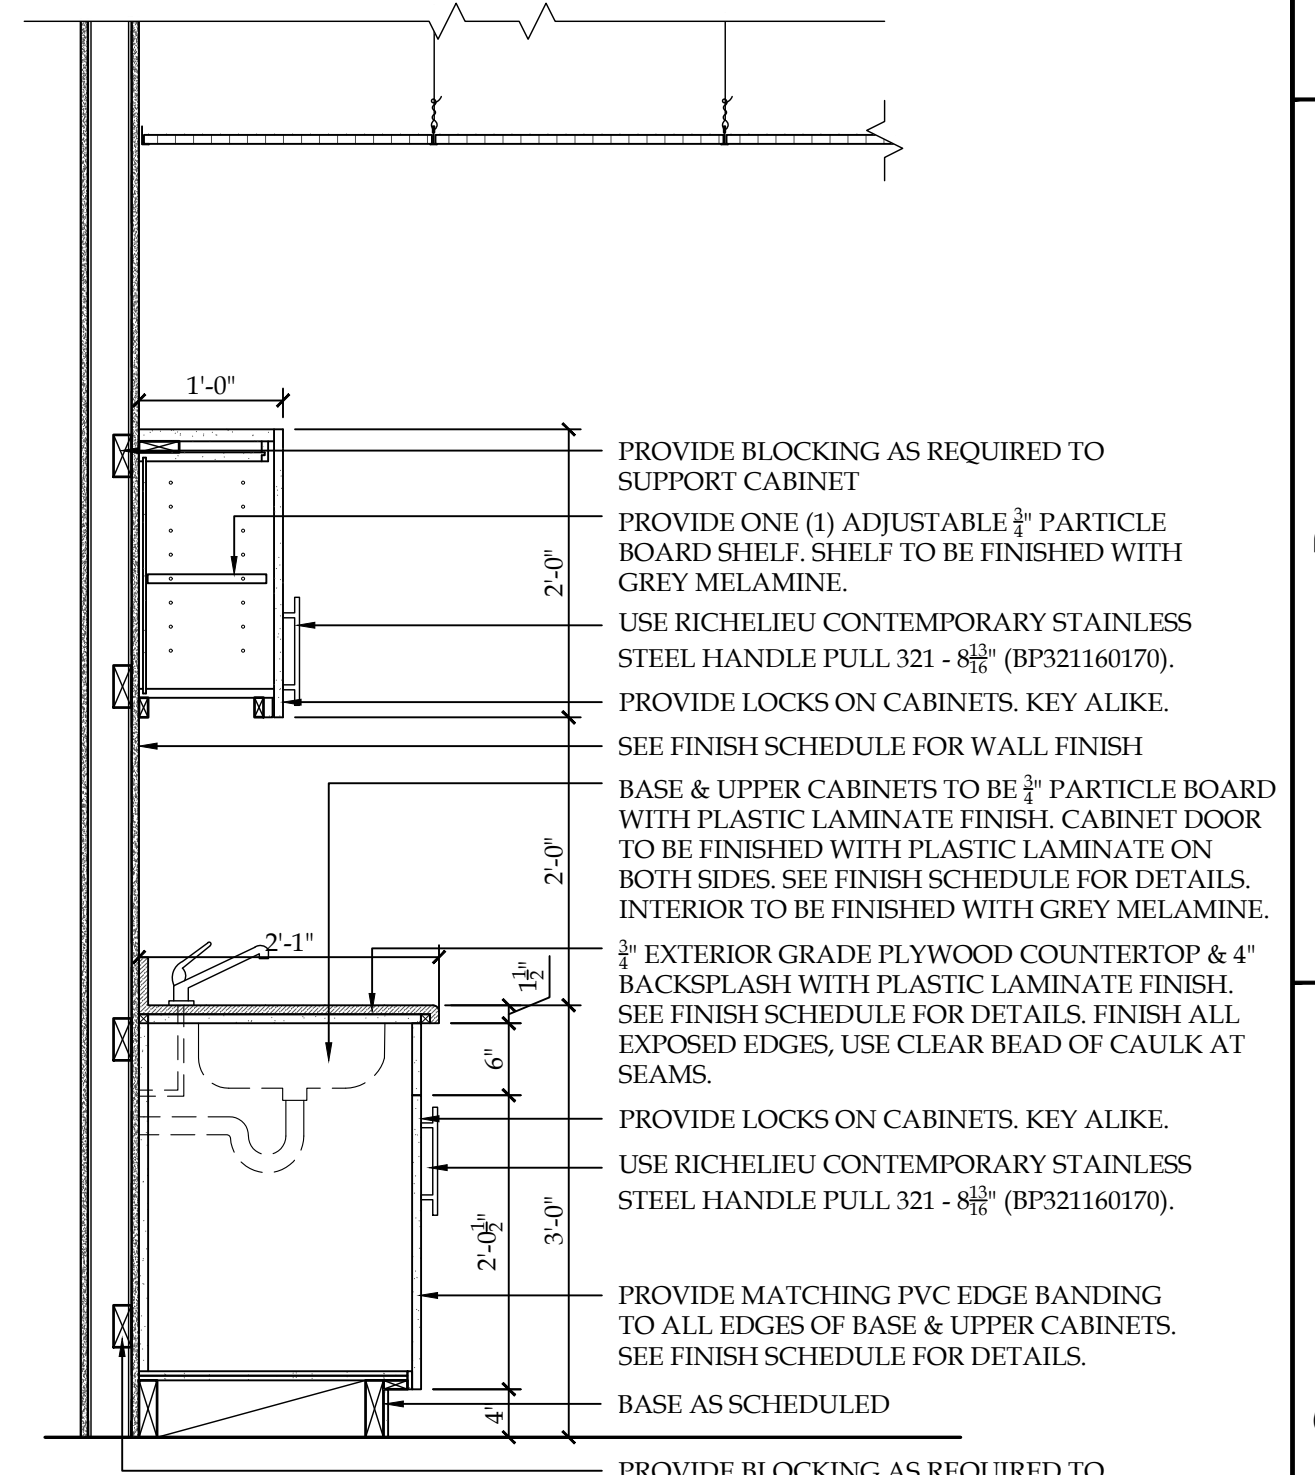 1'-0"
PROVIDE BLOCKING AS REQUIRED TO
SUPPORT CABINET
PROVIDE ONE (1) ADJUSTABLE 3/4" PARTICLE
BOARD SHELF. SHELF TO BE FINISHED WITH
GREY MELAMINE.
2'-0"
USE RICHELIEU CONTEMPORARY STAINLESS
STEEL HANDLE PULL 321 - 8 13/16" (BP321160170).
PROVIDE LOCKS ON CABINETS. KEY ALIKE.
SEE FINISH SCHEDULE FOR WALL FINISH
BASE & UPPER CABINETS TO BE 3/4" PARTICLE BOARD
WITH PLASTIC LAMINATE FINISH. CABINET DOOR
TO BE FINISHED WITH PLASTIC LAMINATE ON
BOTH SIDES. SEE FINISH SCHEDULE FOR DETAILS.
INTERIOR TO BE FINISHED WITH GREY MELAMINE.
2'-0"
2'-1"
3/4" EXTERIOR GRADE PLYWOOD COUNTERTOP & 4"
BACKSPLASH WITH PLASTIC LAMINATE FINISH.
SEE FINISH SCHEDULE FOR DETAILS. FINISH ALL
EXPOSED EDGES, USE CLEAR BEAD OF CAULK AT
SEAMS.
1 1/2"
6"
PROVIDE LOCKS ON CABINETS. KEY ALIKE.
USE RICHELIEU CONTEMPORARY STAINLESS
STEEL HANDLE PULL 321 - 8 13/16" (BP321160170).
2'-0 1/2"
3'-0"
PROVIDE MATCHING PVC EDGE BANDING
TO ALL EDGES OF BASE & UPPER CABINETS.
SEE FINISH SCHEDULE FOR DETAILS.
BASE AS SCHEDULED
4'
PROVIDE BLOCKING AS REQUIRED TO